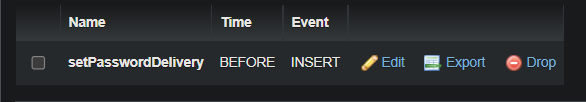 Name Time Event
setPasswordDelivery BEFORE INSERT Edit Export Drop